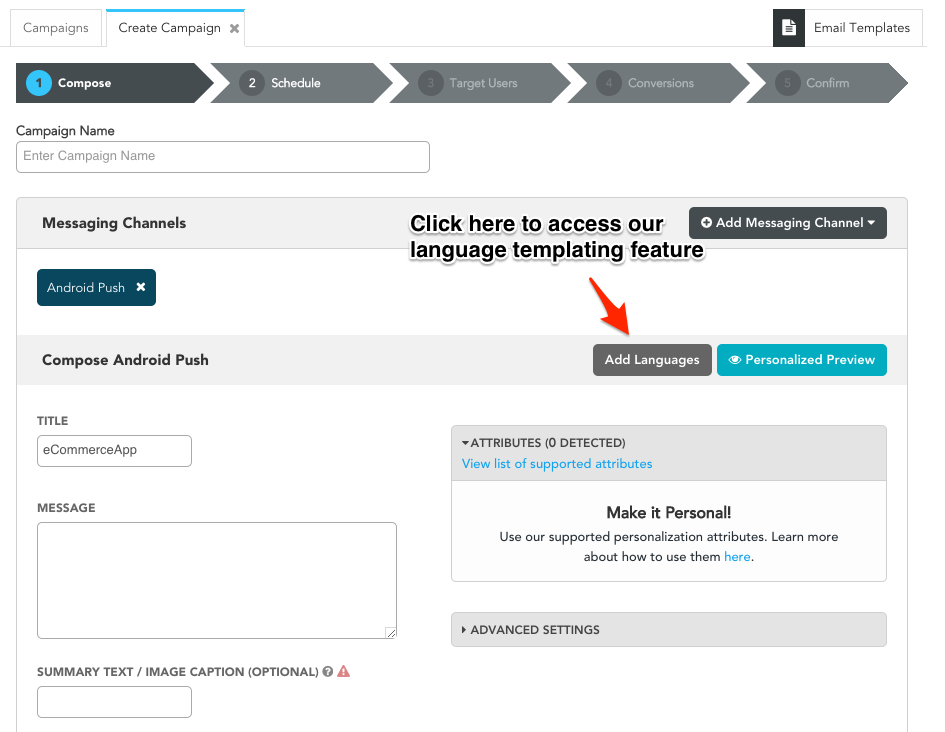 Campaigns
Create Campaign ✖
Email Templates
1 Compose
2 Schedule
3 Target Users
4 Conversions
5 Confirm
Campaign Name
Enter Campaign Name
Messaging Channels
Click here to access our
language templating feature
Add Messaging Channel
Android Push ✖
Compose Android Push
Add Languages
Personalized Preview
TITLE
eCommerceApp
MESSAGE
SUMMARY TEXT / IMAGE CAPTION (OPTIONAL)
ATTRIBUTES (0 DETECTED)
View list of supported attributes
Make it Personal!
Use our supported personalization attributes. Learn more
about how to use them here.
ADVANCED SETTINGS